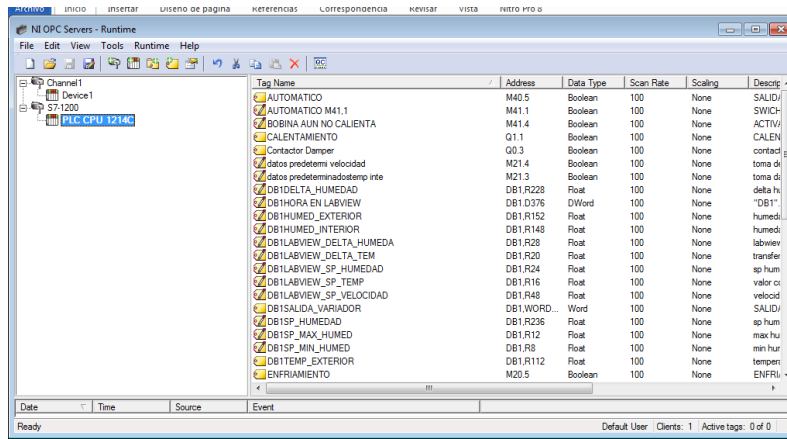 Archivo Inicio Insertar Diseño de página Referencias Correspondencia Revisar Vista Nitro Pro 8
NI OPC Servers - Runtime
File Edit View Tools Runtime Help
Channel1
Device1
S7-1200
PLC CPU 1214C
Tag Name Address Data Type Scan Rate Scaling Descrip
AUTOMATICO M40.5 Boolean 100 None SALID
AUTOMATICO M41,1 M41.1 Boolean 100 None SWICH
BOBINA AUN NO CALIENTA M41.4 Boolean 100 None ACTIV
CALENTAMIENTO Q1.1 Boolean 100 None CALEN
Contactor Damper Q0.3 Boolean 100 None contact
datos predetermi velocidad M21.4 Boolean 100 None toma de
datos predeterminadostemp inte M21.3 Boolean 100 None toma da
DB1DELTA_HUMEDAD DB1,R228 Float 100 None delta hu
DB1HORA EN LABVIEW DB1.D376 DWord 100 None "DB1".
DB1HUMED_EXTERIOR DB1,R152 Float 100 None humeda
DB1HUMED_INTERIOR DB1,R148 Float 100 None humeda
DB1LABVIEW_DELTA_HUMEDA DB1,R28 Float 100 None labview
DB1LABVIEW_DELTA_TEM DB1,R20 Float 100 None transfer
DB1LABVIEW_SP_HUMEDAD DB1,R24 Float 100 None sp hum
DB1LABVIEW_SP_TEMP DB1,R16 Float 100 None valor co
DB1LABVIEW_SP_VELOCIDAD DB1,R48 Float 100 None velocid
DB1SALIDA_VARIADOR DB1,WORD... Word 100 None SALID
DB1SP_HUMEDAD DB1,R236 Float 100 None sp hum
DB1SP_MAX_HUMED DB1,R12 Float 100 None max hu
DB1SP_MIN_HUMED DB1,R8 Float 100 None min hur
DB1TEMP_EXTERIOR DB1,R112 Float 100 None tempera
ENFRIAMIENTO M20.5 Boolean 100 None ENFRI
Date Time Source Event
Ready Default User Clients: 1 Active tags: 0 of 0